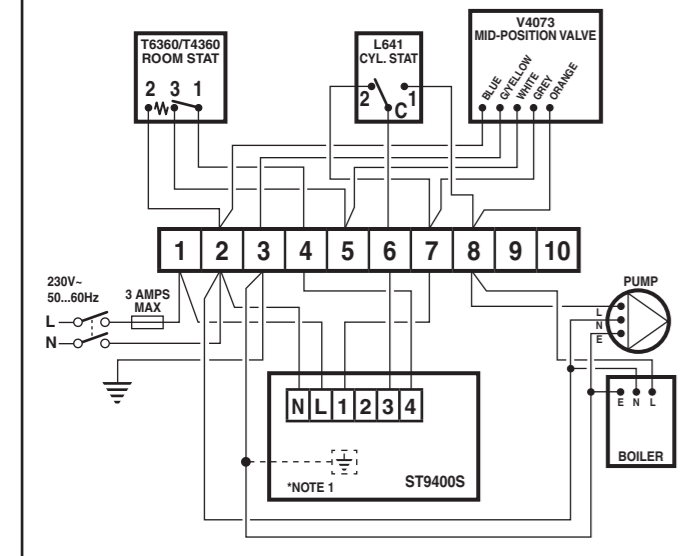 T6360/T4360
ROOM STAT
2 3 1
L641
CYL. STAT
2 C 1
V4073
MID-POSITION VALVE
BLUE
G/YELLOW
WHITE
GREY
ORANGE
1 2 3 4 5 6 7 8 9 10
230V~
50...60Hz
3 AMPS
MAX
L
N
PUMP
L
N
E
N L 1 2 3 4
*NOTE 1
ST9400S
E N L
BOILER